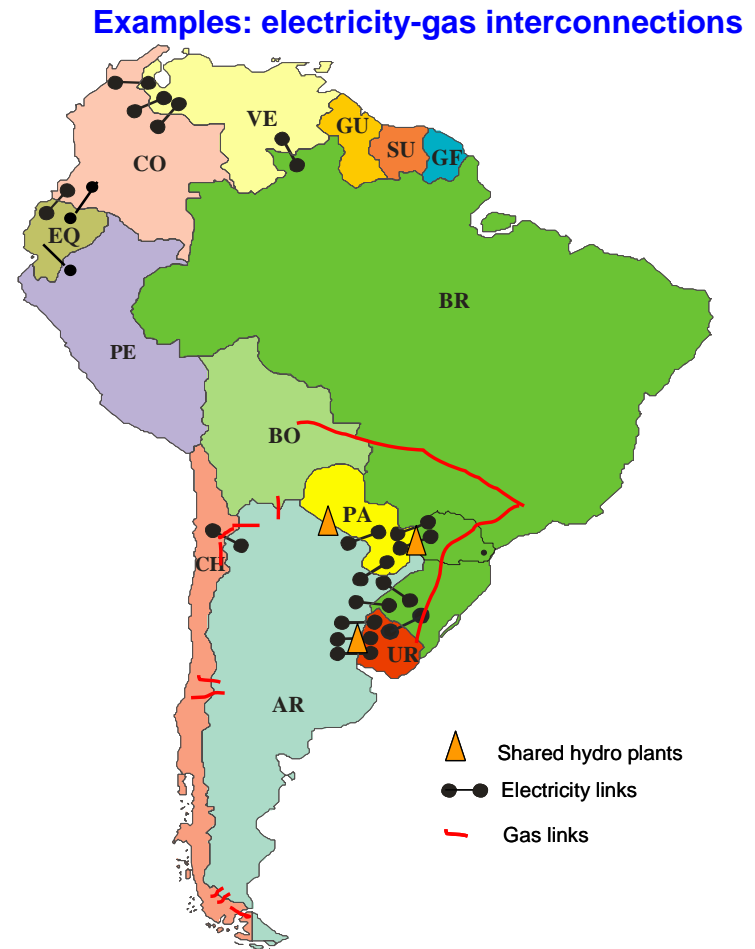 Examples: electricity-gas interconnections
VE
GU
SU
GF
CO
EQ
BR
PE
BO
PA
CH
UR
AR
Shared hydro plants
Electricity links
Gas links